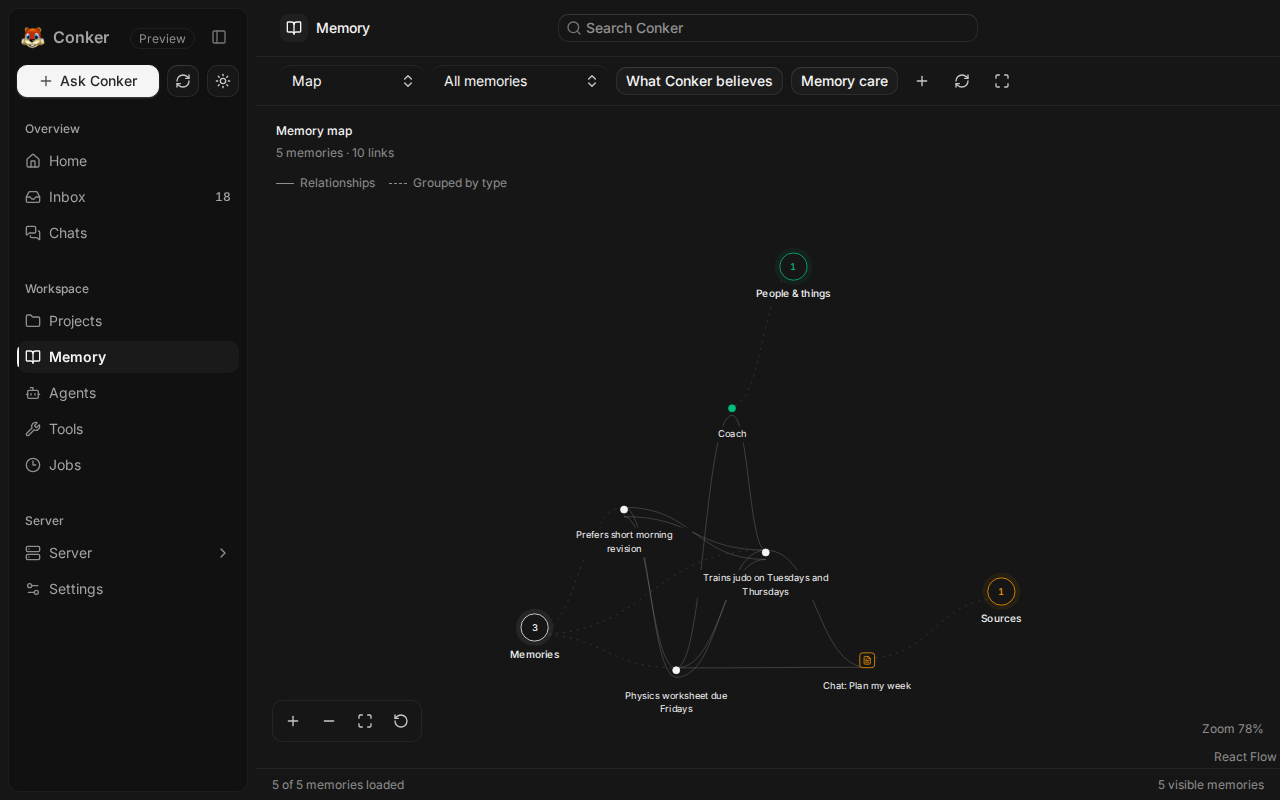 Conker
Preview
Ask Conker
Overview
Home
Inbox 18
Chats
Workspace
Projects
Memory
Agents
Tools
Jobs
Server
Server
Settings
Memory
Search Conker
Map
All memories
What Conker believes
Memory care
Memory map
5 memories · 10 links
Relationships
Grouped by type
1
People & things
Coach
Prefers short morning
revision
Trains judo on Tuesdays and
Thursdays
1
Sources
3
Memories
Chat: Plan my week
Physics worksheet due
Fridays
Zoom 78%
React Flow
5 of 5 memories loaded
5 visible memories